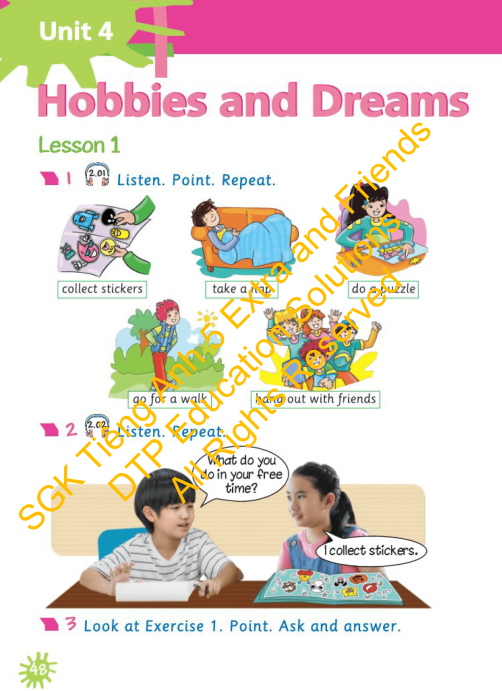 Unit 4
Hobbies and Dreams
Lesson 1
1 2.01 Listen. Point. Repeat.
collect stickers
take a nap
do a puzzle
go for a walk
hang out with friends
2 2.02 Listen. Repeat.
What do you
do in your free
time?
I collect stickers.
3 Look at Exercise 1. Point. Ask and answer.
48
SGK Tieng Anh 5 Extra and Friends
DTP Education Solutions
All Rights Reserved